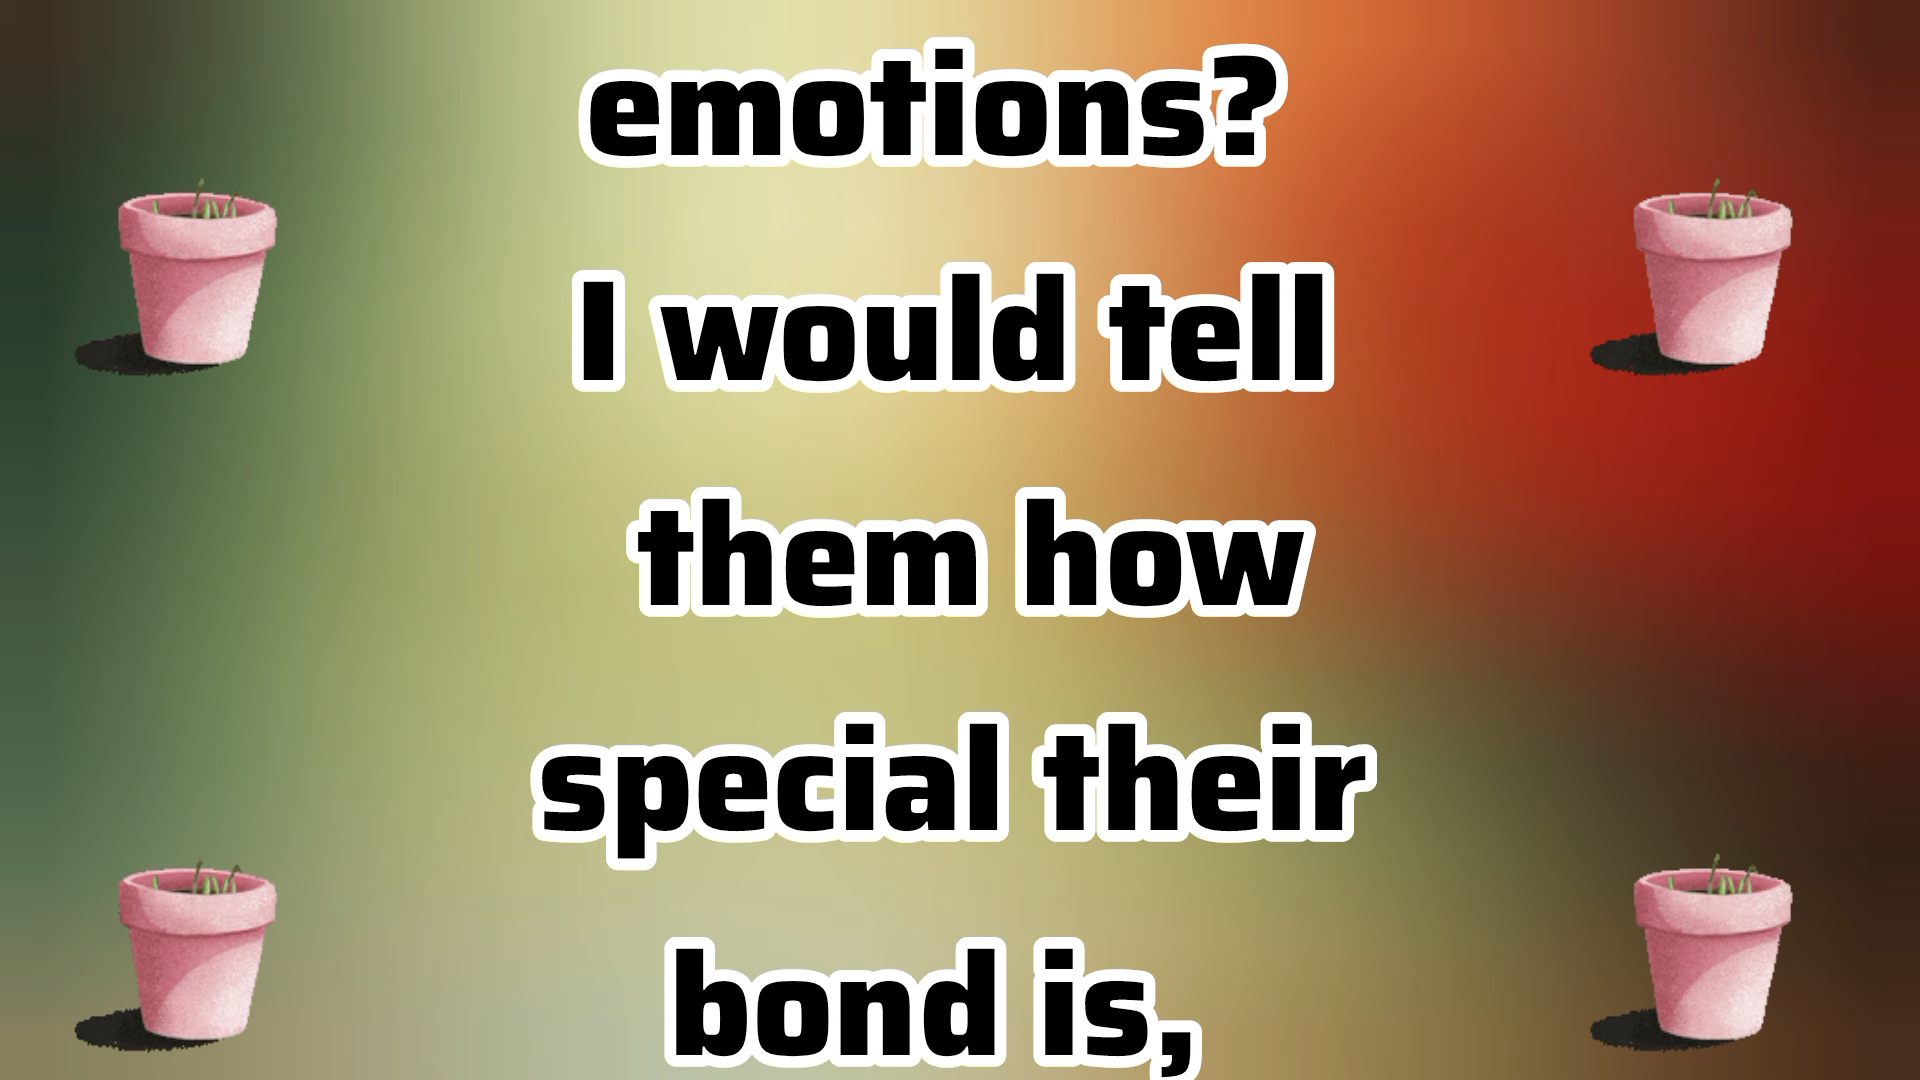 emotions?
I would tell
them how
special their
bond is,